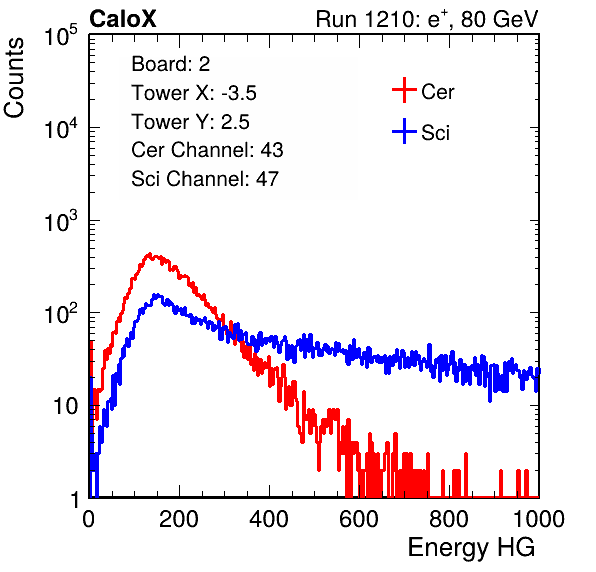 CaloX Run 1210: e⁺, 80 GeV
Counts
Board: 2
Tower X: -3.5
Tower Y: 2.5
Cer Channel: 43
Sci Channel: 47
Cer
Sci
10⁵
10⁴
10³
10²
10
1
0 200 400 600 800 1000
Energy HG